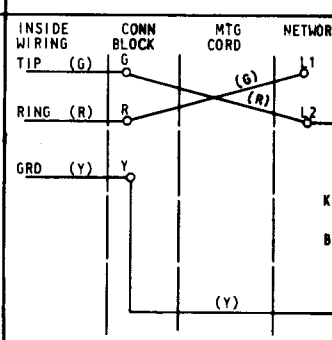 INSIDE CONN MTG NETWOR
WIRING BLOCK CORD
TIP (G) G (G) L1
(R)
RING (R) R L2
GRD (Y) Y
K
B
(Y)